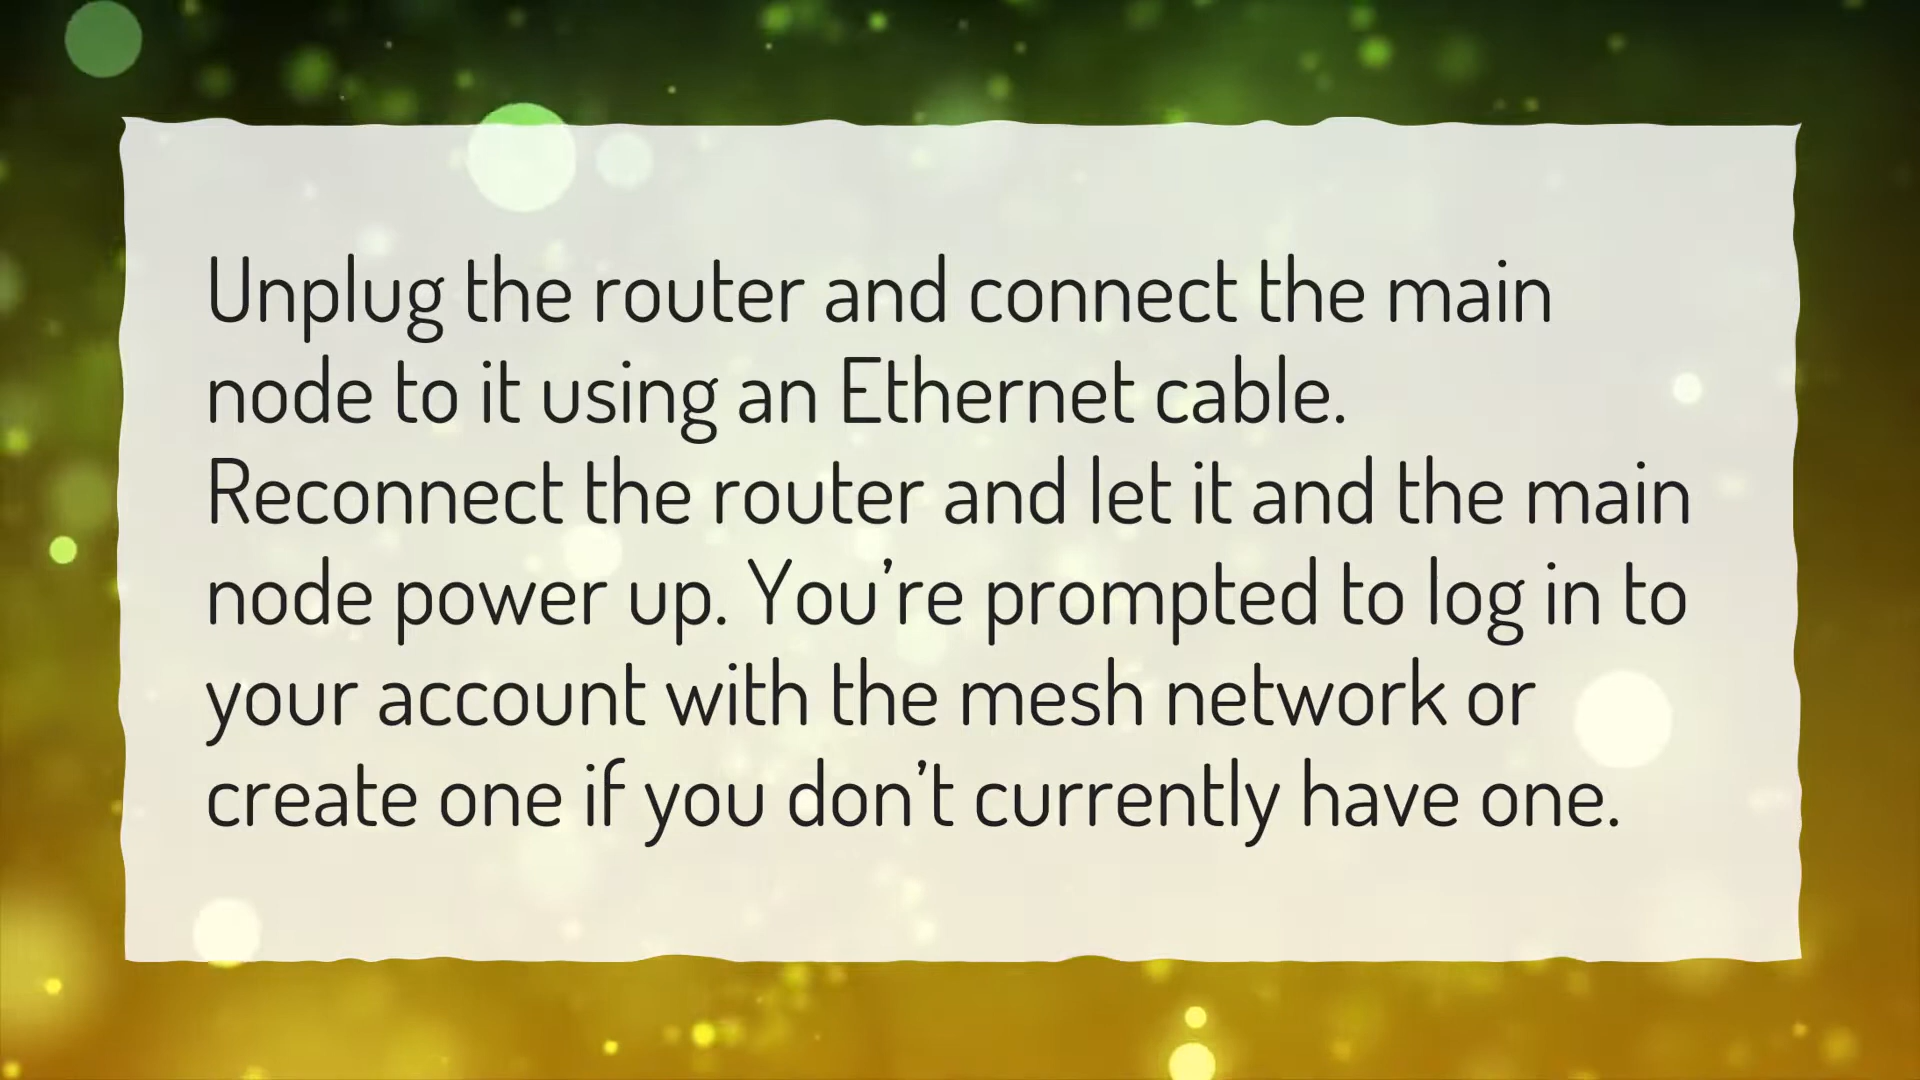 Unplug the router and connect the main
node to it using an Ethernet cable.
Reconnect the router and let it and the main
node power up. You’re prompted to log in to
your account with the mesh network or
create one if you don’t currently have one.